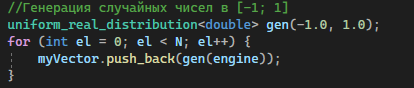 //Генерация случайных чисел в [-1; 1]
uniform_real_distribution<double> gen(-1.0, 1.0);
for (int el = 0; el < N; el++) {
    myVector.push_back(gen(engine));
}